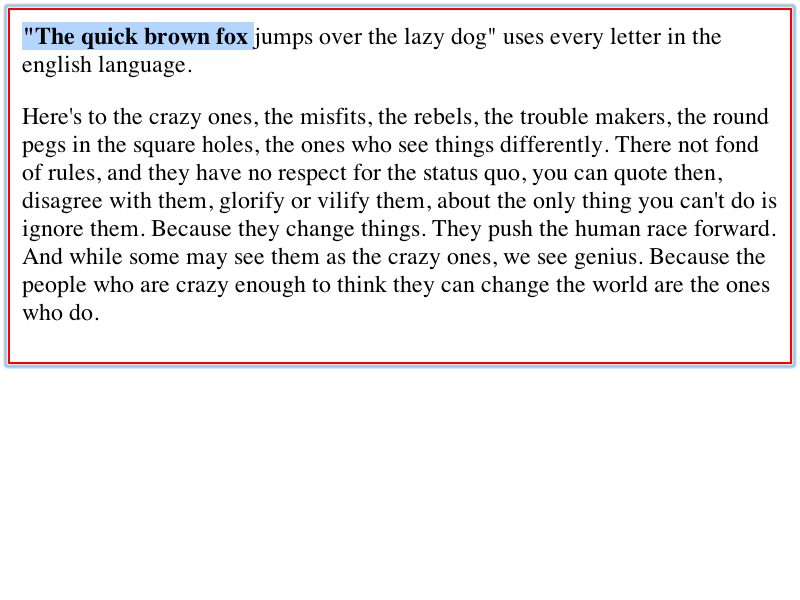 "The quick brown fox jumps over the lazy dog" uses every letter in the
english language.
Here's to the crazy ones, the misfits, the rebels, the trouble makers, the round
pegs in the square holes, the ones who see things differently. There not fond
of rules, and they have no respect for the status quo, you can quote then,
disagree with them, glorify or vilify them, about the only thing you can't do is
ignore them. Because they change things. They push the human race forward.
And while some may see them as the crazy ones, we see genius. Because the
people who are crazy enough to think they can change the world are the ones
who do.